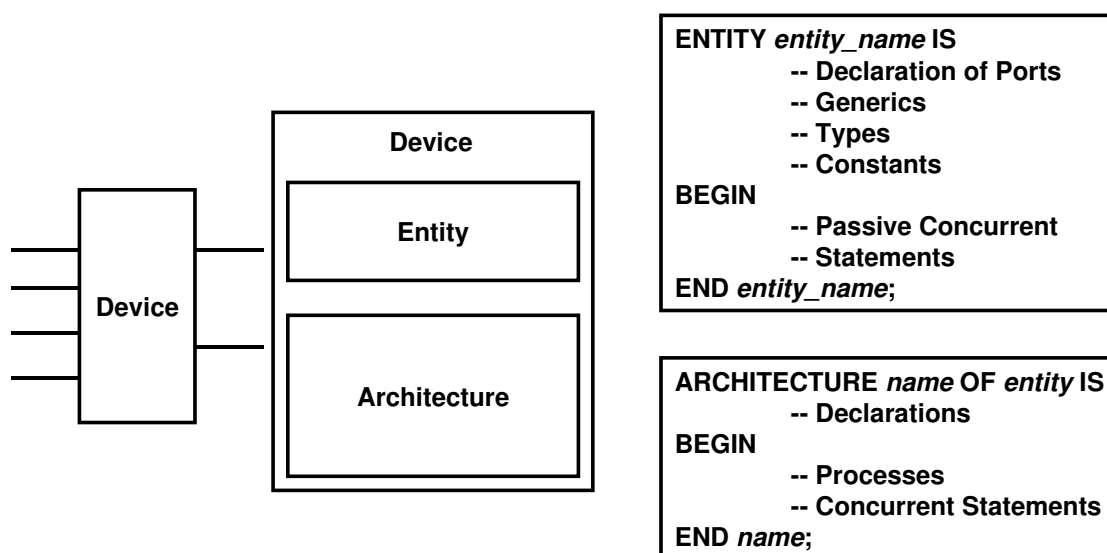 Device
Device
Entity
Architecture
ENTITY entity_name IS
-- Declaration of Ports
-- Generics
-- Types
-- Constants
BEGIN
-- Passive Concurrent
-- Statements
END entity_name;
ARCHITECTURE name OF entity IS
-- Declarations
BEGIN
-- Processes
-- Concurrent Statements
END name;